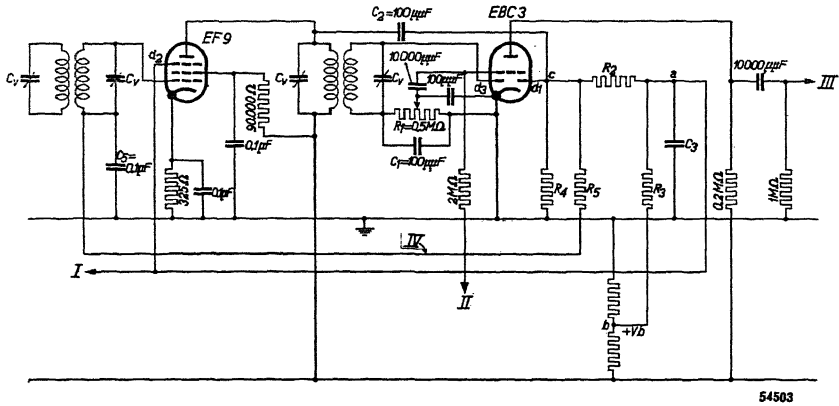 C2=100µµF
EBC3
EF9
d2
10.000µµF
c
R2
a
10000µµF
III
Cv
Cv
Cv
Cv
100µµF
d3
d1
90.000Ω
R1=0,5MΩ
C5=
0.1µF
0.1µF
C1=100µµF
C3
325Ω
0.1µF
2MΩ
R4
R5
R3
0.2MΩ
1MΩ
IV
I
II
b
+Vb
54503